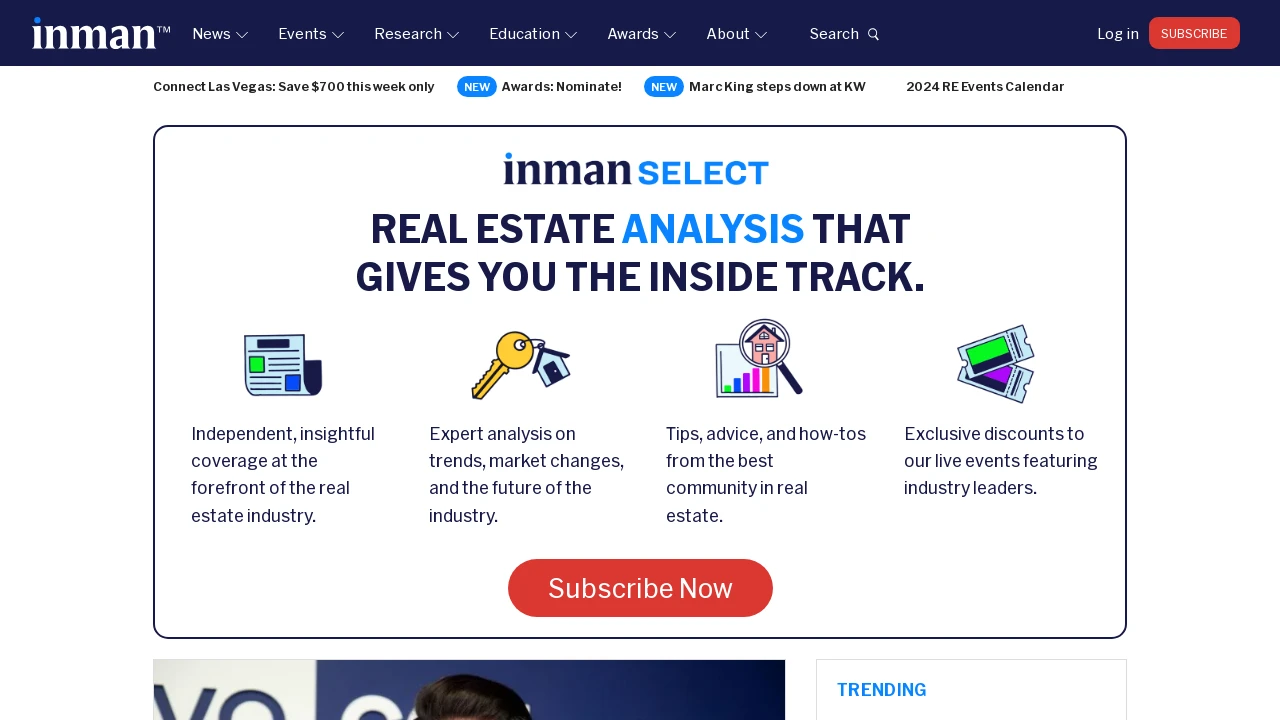 inman™
News
Events
Research
Education
Awards
About
Search
Log in
SUBSCRIBE
Connect Las Vegas: Save $700 this week only
NEW Awards: Nominate!
NEW Marc King steps down at KW
2024 RE Events Calendar
inman SELECT
REAL ESTATE ANALYSIS THAT
GIVES YOU THE INSIDE TRACK.
Independent, insightful
coverage at the
forefront of the real
estate industry.
Expert analysis on
trends, market changes,
and the future of the
industry.
Tips, advice, and how-tos
from the best
community in real
estate.
Exclusive discounts to
our live events featuring
industry leaders.
Subscribe Now
TRENDING